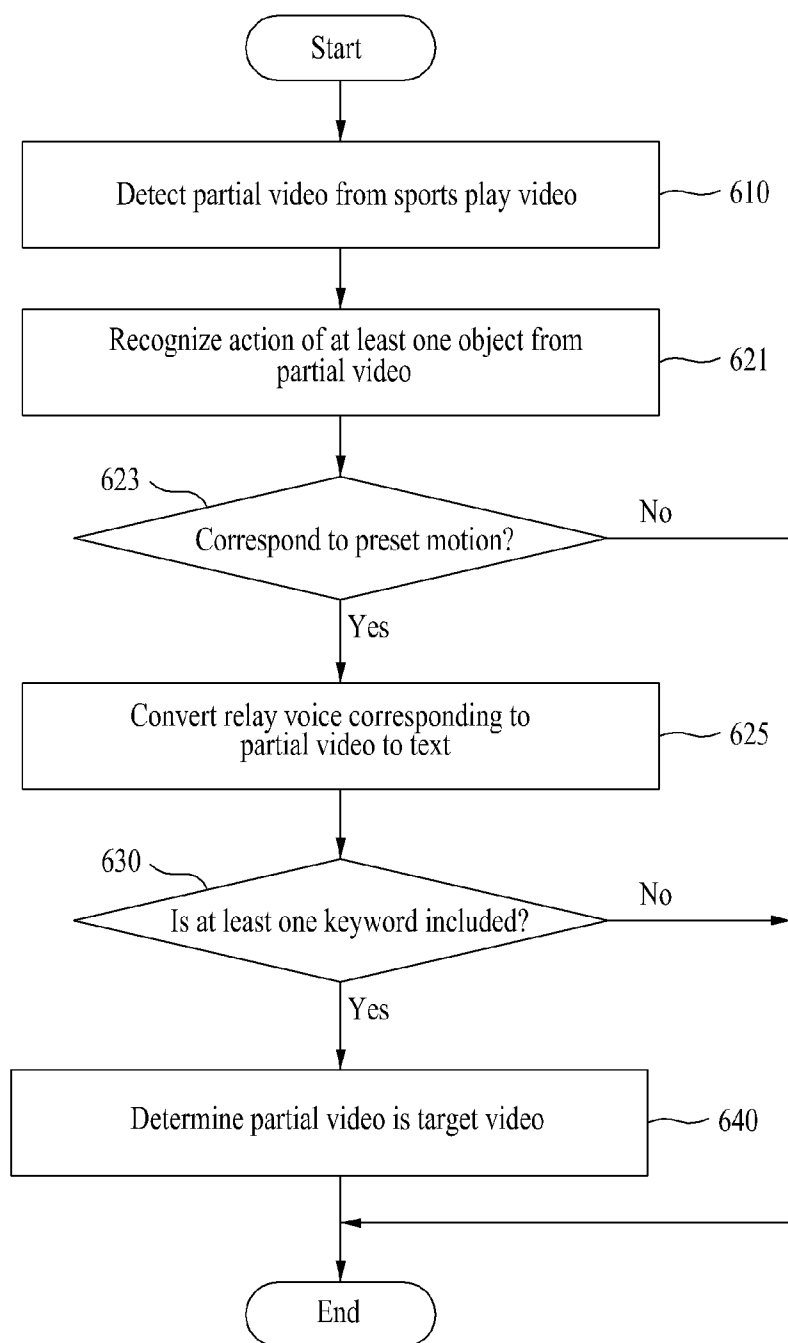 Start
Detect partial video from sports play video
610
Recognize action of at least one object from
partial video
621
623
Correspond to preset motion?
No
Yes
Convert relay voice corresponding to
partial video to text
625
630
Is at least one keyword included?
No
Yes
Determine partial video is target video
640
End